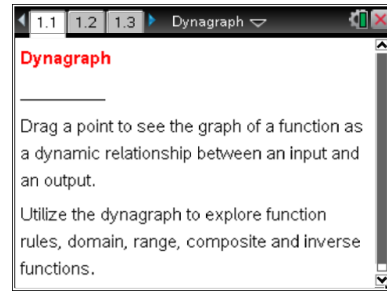 1.1 1.2 1.3 Dynagraph
Dynagraph
Drag a point to see the graph of a function as
a dynamic relationship between an input and
an output.
Utilize the dynagraph to explore function
rules, domain, range, composite and inverse
functions.